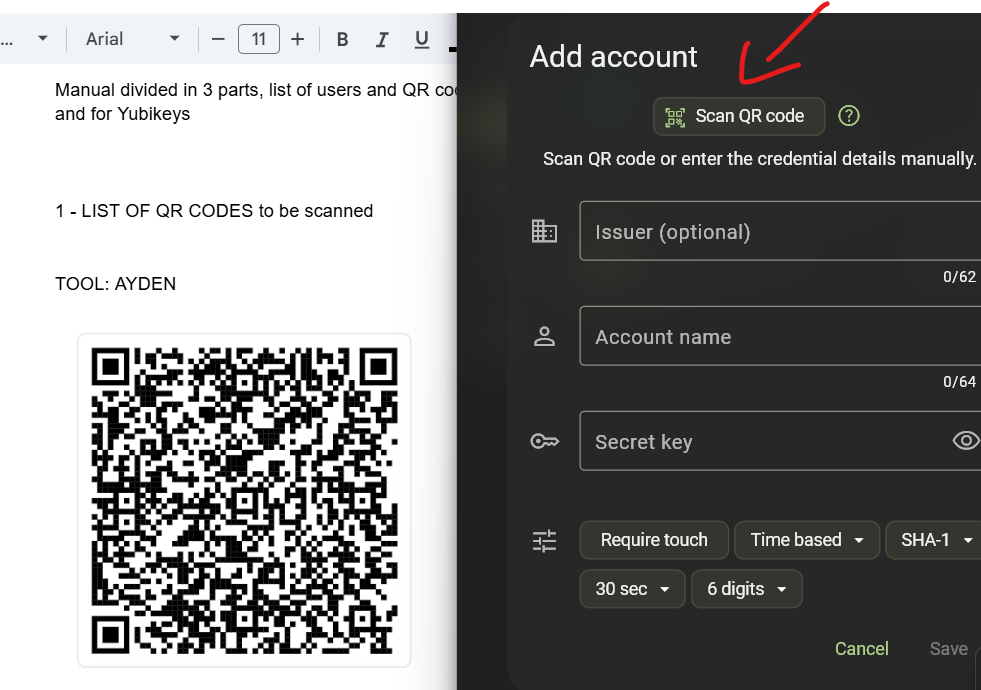 ...
Arial
11
B
I
U
Manual divided in 3 parts, list of users and QR
and for Yubikeys
1 - LIST OF QR CODES to be scanned
TOOL: AYDEN
Add account
Scan QR code
?
Scan QR code or enter the credential details manually.
Issuer (optional)
0/62
Account name
0/64
Secret key
Require touch
Time based
SHA-1
30 sec
6 digits
Cancel
Save